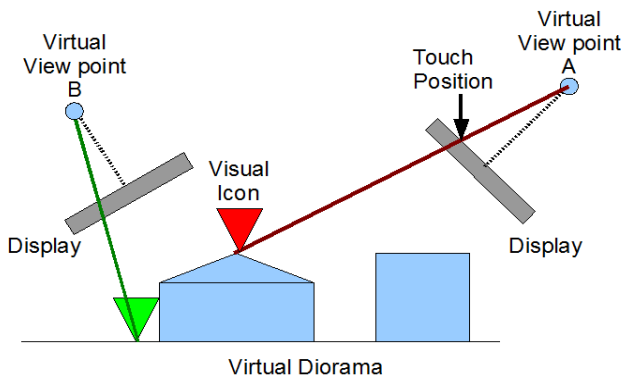 Virtual
View point
B
Virtual
View point
A
Touch
Position
Visual
Icon
Display
Display
Virtual Diorama